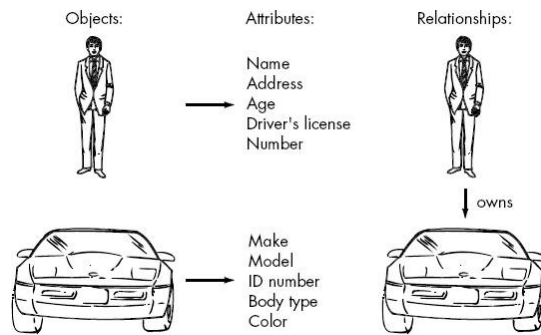 Objects:
Attributes:
Relationships:
Name
Address
Age
Driver's license
Number
owns
Make
Model
ID number
Body type
Color